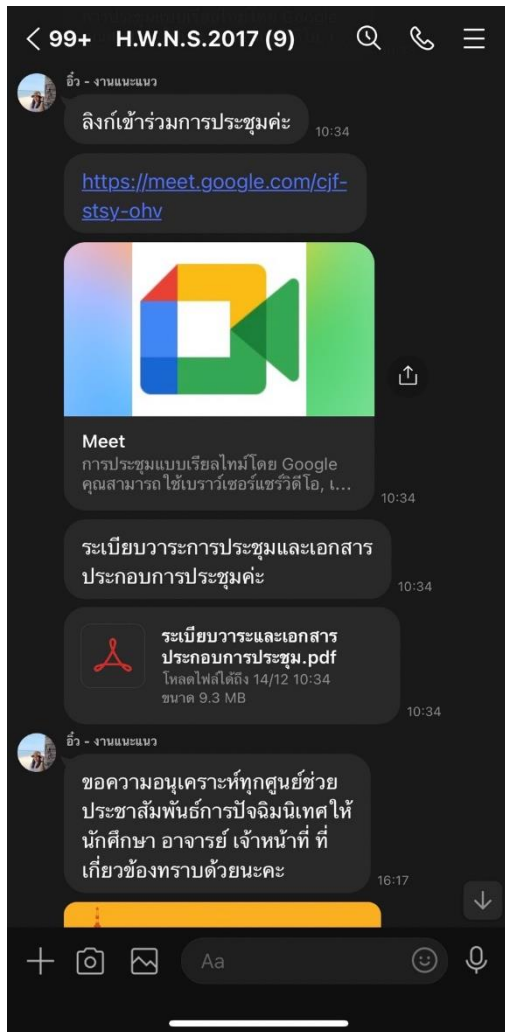 99+ H.W.N.S.2017 (9)
อิ๋ว - งานแนะแนว
ลิงก์เข้าร่วมการประชุมค่ะ
10:34
https://meet.google.com/cjf-
stsy-ohv
Meet
การประชุมแบบเรียลไทม์โดย Google
คุณสามารถใช้เบราว์เซอร์แชร์วิดีโอ, เ...
10:34
ระเบียบวาระการประชุมและเอกสาร
ประกอบการประชุมค่ะ
10:34
ระเบียบวาระและเอกสาร
ประกอบการประชุม.pdf
โหลดไฟล์ได้ถึง 14/12 10:34
ขนาด 9.3 MB
10:34
อิ๋ว - งานแนะแนว
ขอความอนุเคราะห์ทุกศูนย์ช่วย
ประชาสัมพันธ์การปัจฉิมนิเทศให้
นักศึกษา อาจารย์ เจ้าหน้าที่ ที่
เกี่ยวข้องทราบด้วยนะคะ
16:17
Aa